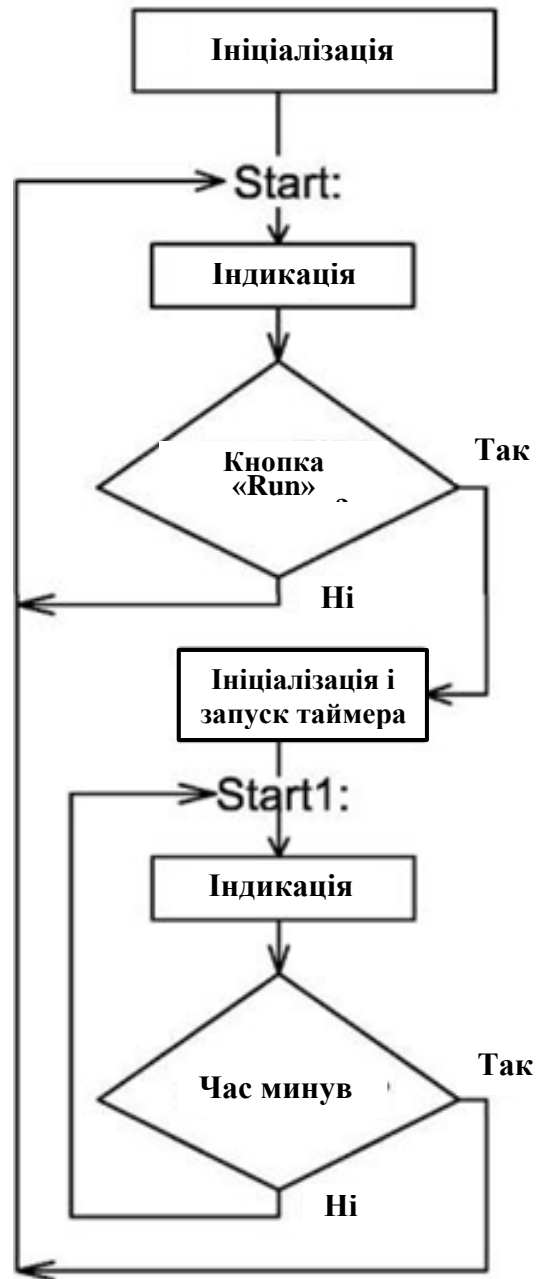 Ініціалізація
Start:
Індикація
Кнопка
«Run»
Так
Ні
Ініціалізація і
запуск таймера
Start1:
Індикація
Час минув
Так
Ні